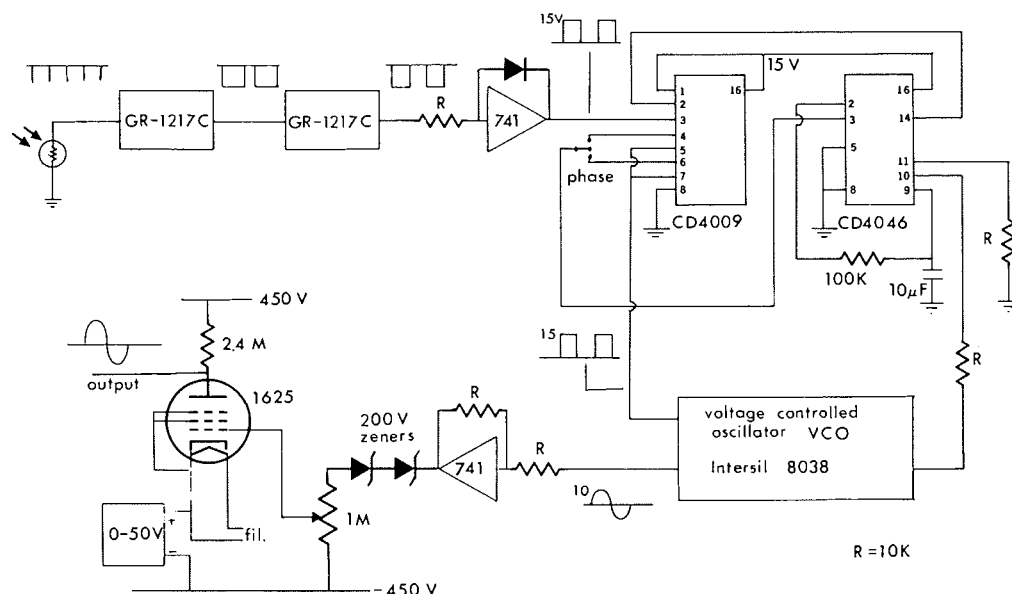 15V
15 V
GR-1217C
GR-1217C
R
741
1
2
3
4
5
6
7
8
16
phase
CD4009
2
3
5
8
16
14
11
10
9
CD4046
R
100K
10µF
450 V
2.4 M
output
1625
15
R
R
200 V
zeners
741
R
voltage controlled
oscillator VCO
Intersil 8038
10
0-50V
+
-
fil.
1M
R = 10K
-450 V